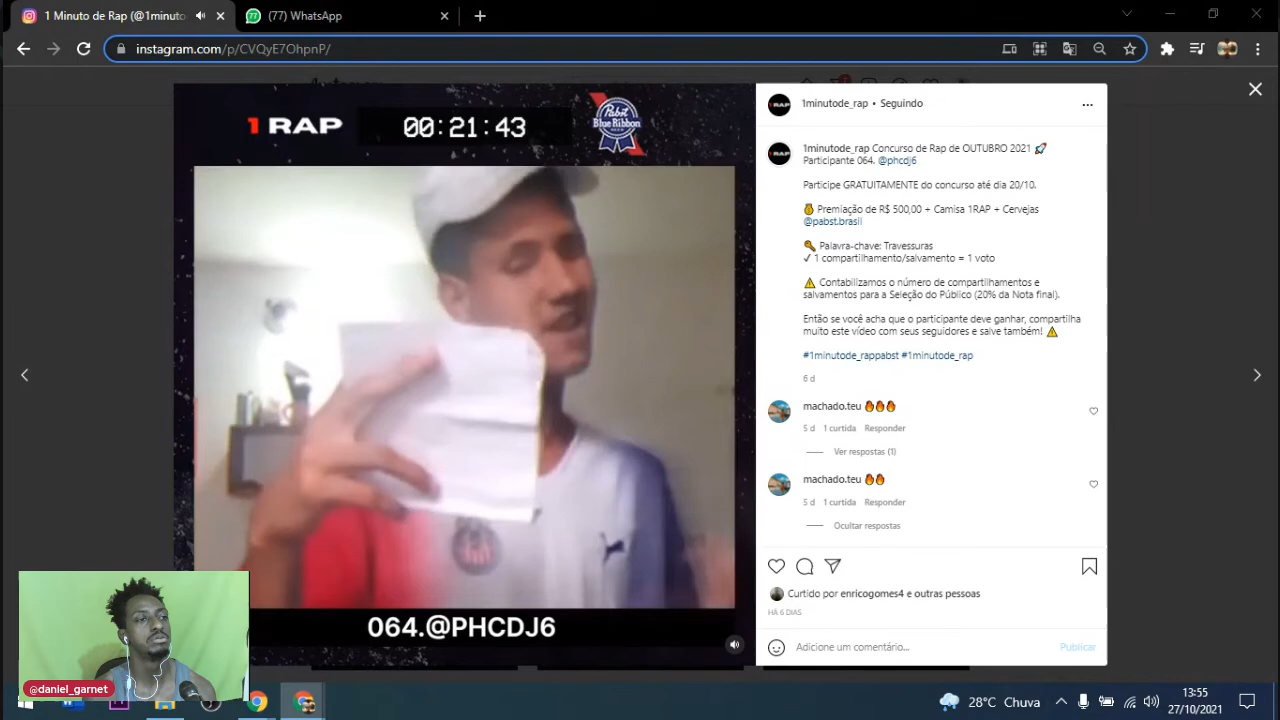 1 Minuto de Rap (@1minuto
(77) WhatsApp
instagram.com/p/CVQyE7OhpnP/
1RAP
00:21:43
Pabst
Blue Ribbon
1minutode_rap • Seguindo
1minutode_rap Concurso de Rap de OUTUBRO 2021 🚀
Participante 064. @phcdj6
Participe GRATUITAMENTE do concurso até dia 20/10.
💰 Premiação de R$ 500,00 + Camisa 1RAP + Cervejas
@pabst.brasil
🔑 Palavra-chave: Travessuras
✓ 1 compartilhamento/salvamento = 1 voto
⚠️ Contabilizamos o número de compartilhamentos e
salvamentos para a Seleção do Público (20% da Nota final).
Então se você acha que o participante deve ganhar, compartilha
muito este vídeo com seus seguidores e salve também! ⚠️
#1minutode_rappabst #1minutode_rap
6 d
machado.teu 🔥🔥🔥
5 d 1 curtida Responder
Ver respostas (1)
machado.teu 🔥🔥
5 d 1 curtida Responder
Ocultar respostas
Curtido por enricogomes4 e outras pessoas
HÁ 6 DIAS
Adicione um comentário... Publicar
064.@PHCDJ6
@daniel_garnet
28°C Chuva
13:55
27/10/2021